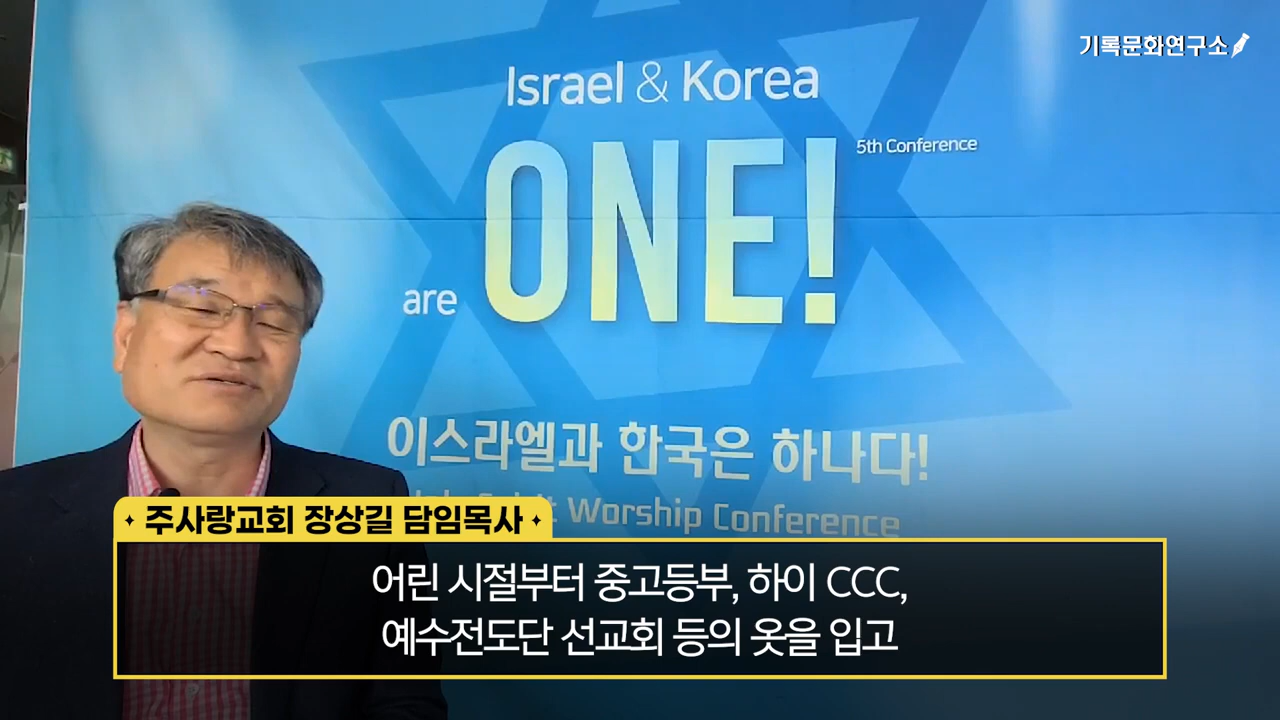 기록문화연구소
Israel & Korea
5th Conference
are ONE!
이스라엘과 한국은 하나다!
Worship Conference
주사랑교회 장상길 담임목사
어린 시절부터 중고등부, 하이 CCC,
예수전도단 선교회 등의 옷을 입고